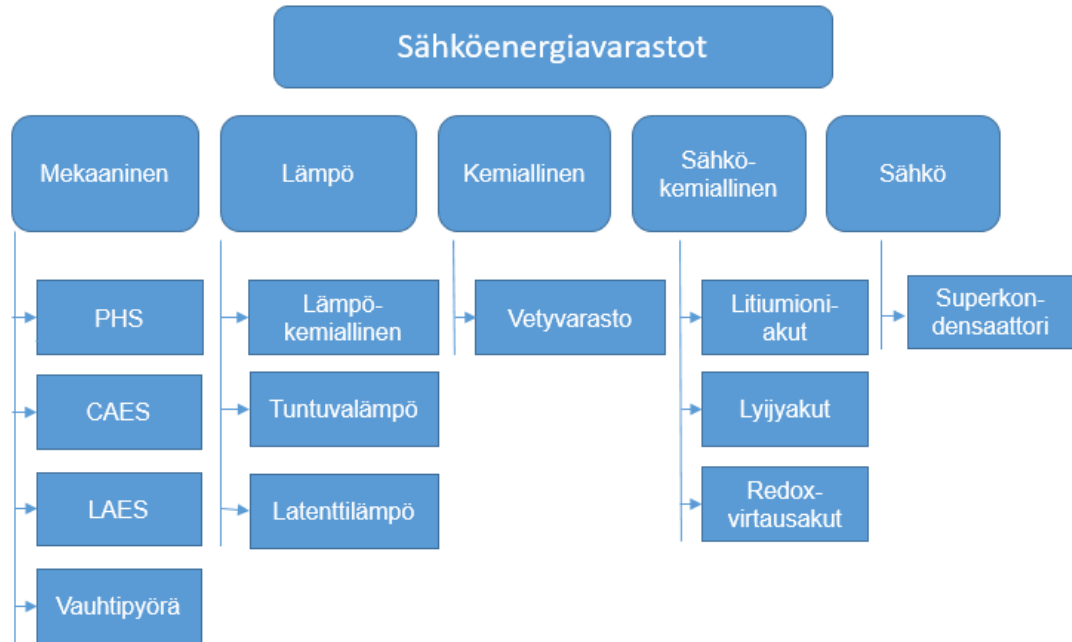 Sähköenergiavarastot
Mekaaninen
Lämpö
Kemiallinen
Sähkö-
kemiallinen
Sähkö
PHS
CAES
LAES
Vauhtipyörä
Lämpö-
kemiallinen
Tuntuvalämpö
Latenttilämpö
Vetyvarasto
Litiumioni-
akut
Lyijyakut
Redox-
virtausakut
Superkon-
densaattori